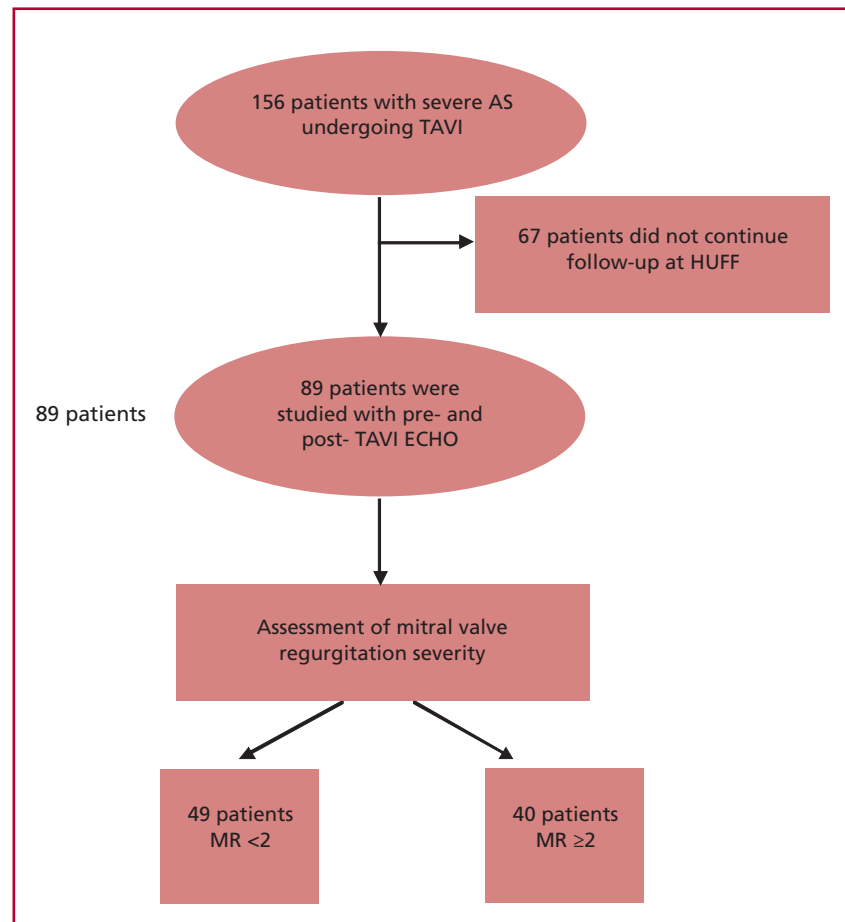 156 patients with severe AS
undergoing TAVI
67 patients did not continue
follow-up at HUFF
89 patients
89 patients were
studied with pre- and
post- TAVI ECHO
Assessment of mitral valve
regurgitation severity
49 patients
MR <2
40 patients
MR ≥2